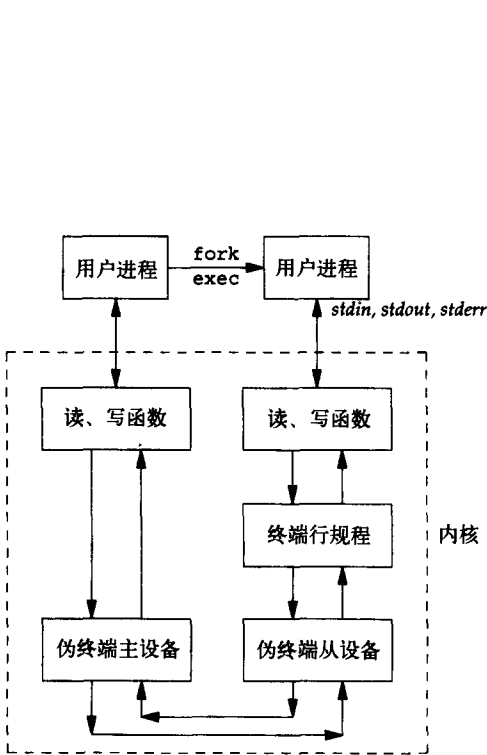 用户进程
fork
exec
用户进程
stdin, stdout, stderr
读、写函数
读、写函数
终端行规程
内核
伪终端主设备
伪终端从设备